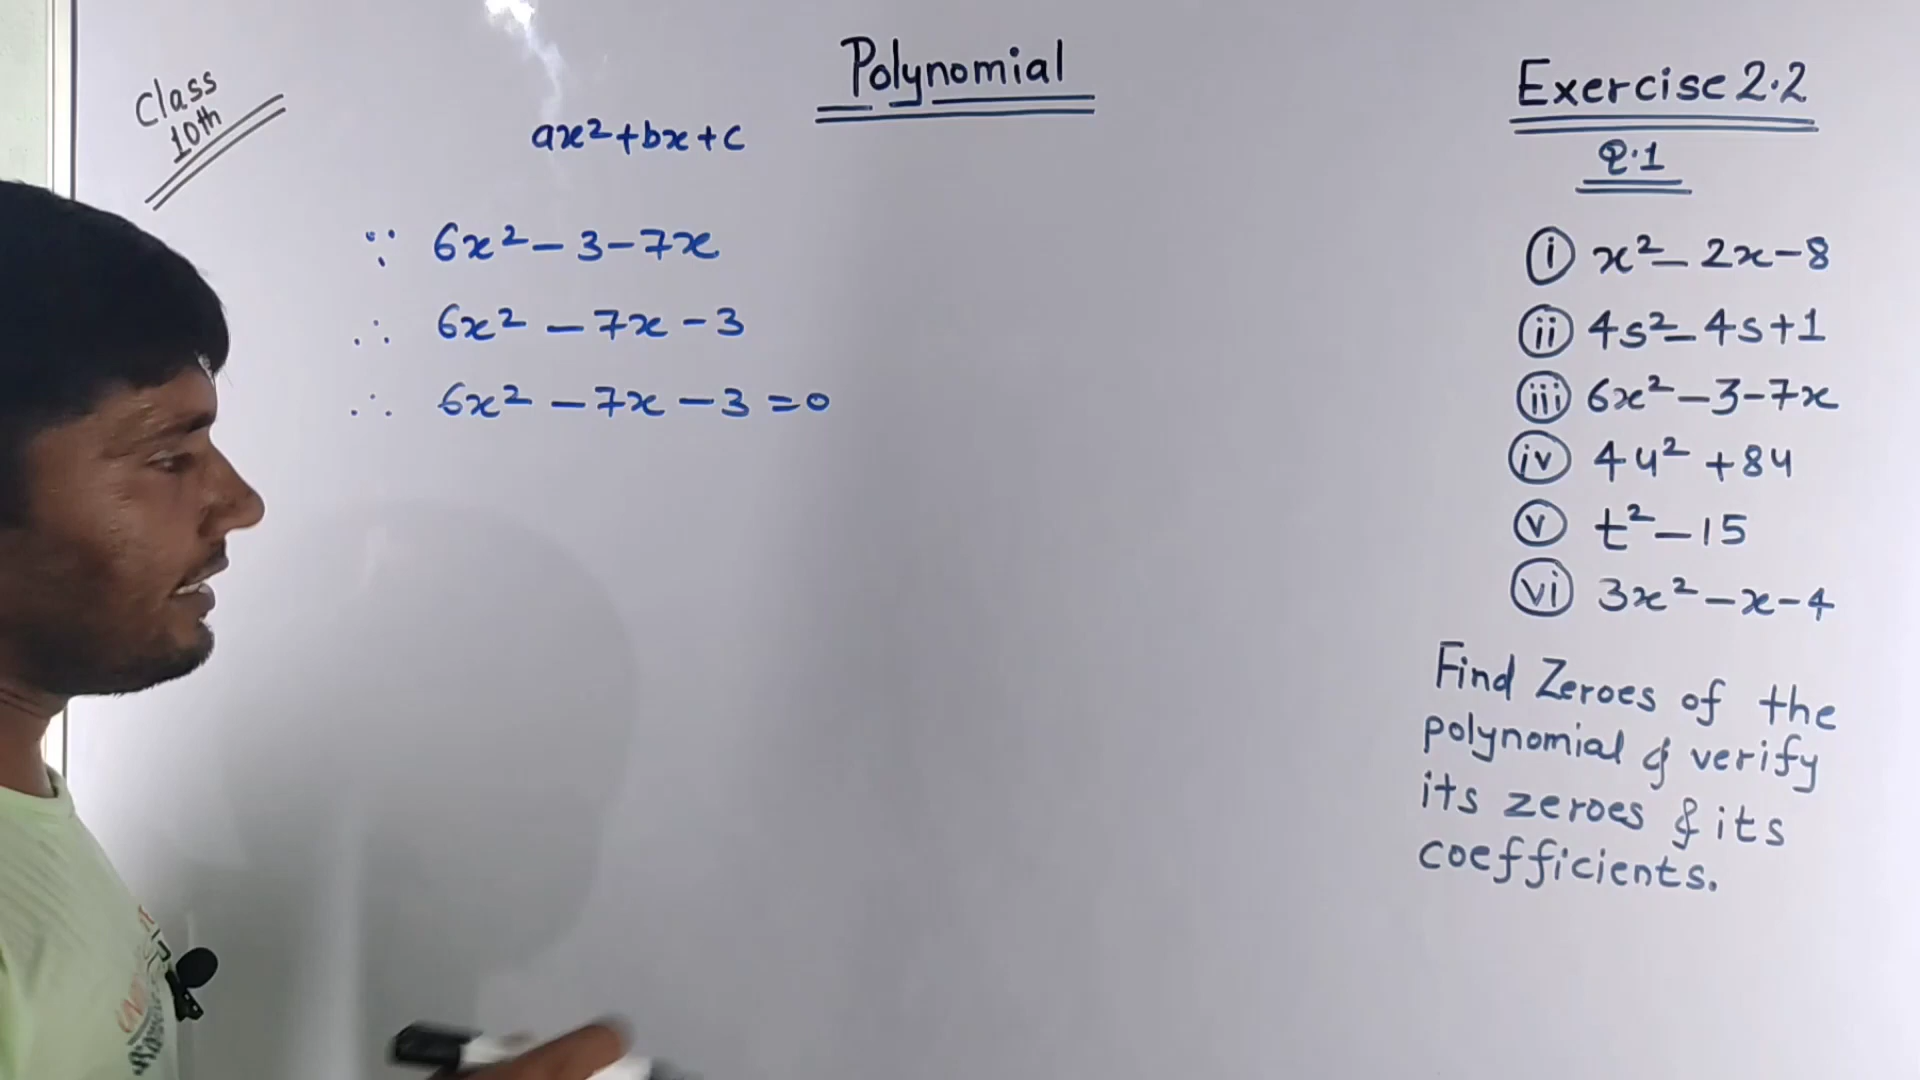 Class
10th
Polynomial
ax²+bx+c
∵ 6x²-3-7x
∴ 6x² -7x-3
∴ 6x² -7x-3=0
Exercise 2.2
Q.1
(i) x²-2x-8
(ii) 4s²-4s+1
(iii) 6x²-3-7x
(iv) 4u² +8u
(v) t²-15
(vi) 3x²-x-4
Find Zeroes of the
polynomial & verify
its zeroes & its
coefficients.